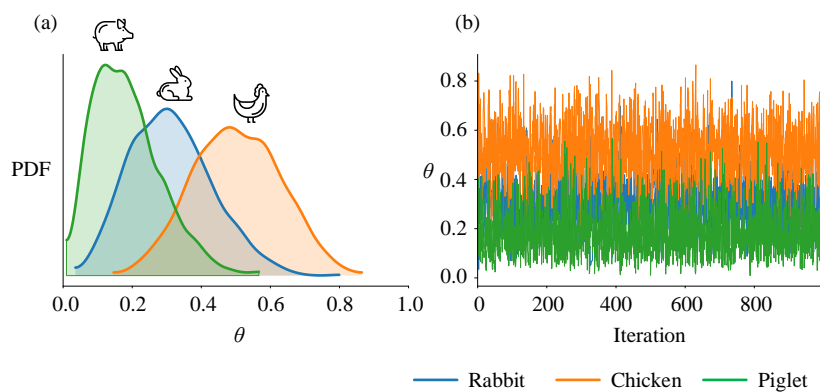 (a)
PDF
0.0 0.2 0.4 0.6 0.8 1.0
θ
(b)
0.8
0.6
θ
0.4
0.2
0.0
0 200 400 600 800
Iteration
Rabbit Chicken Piglet